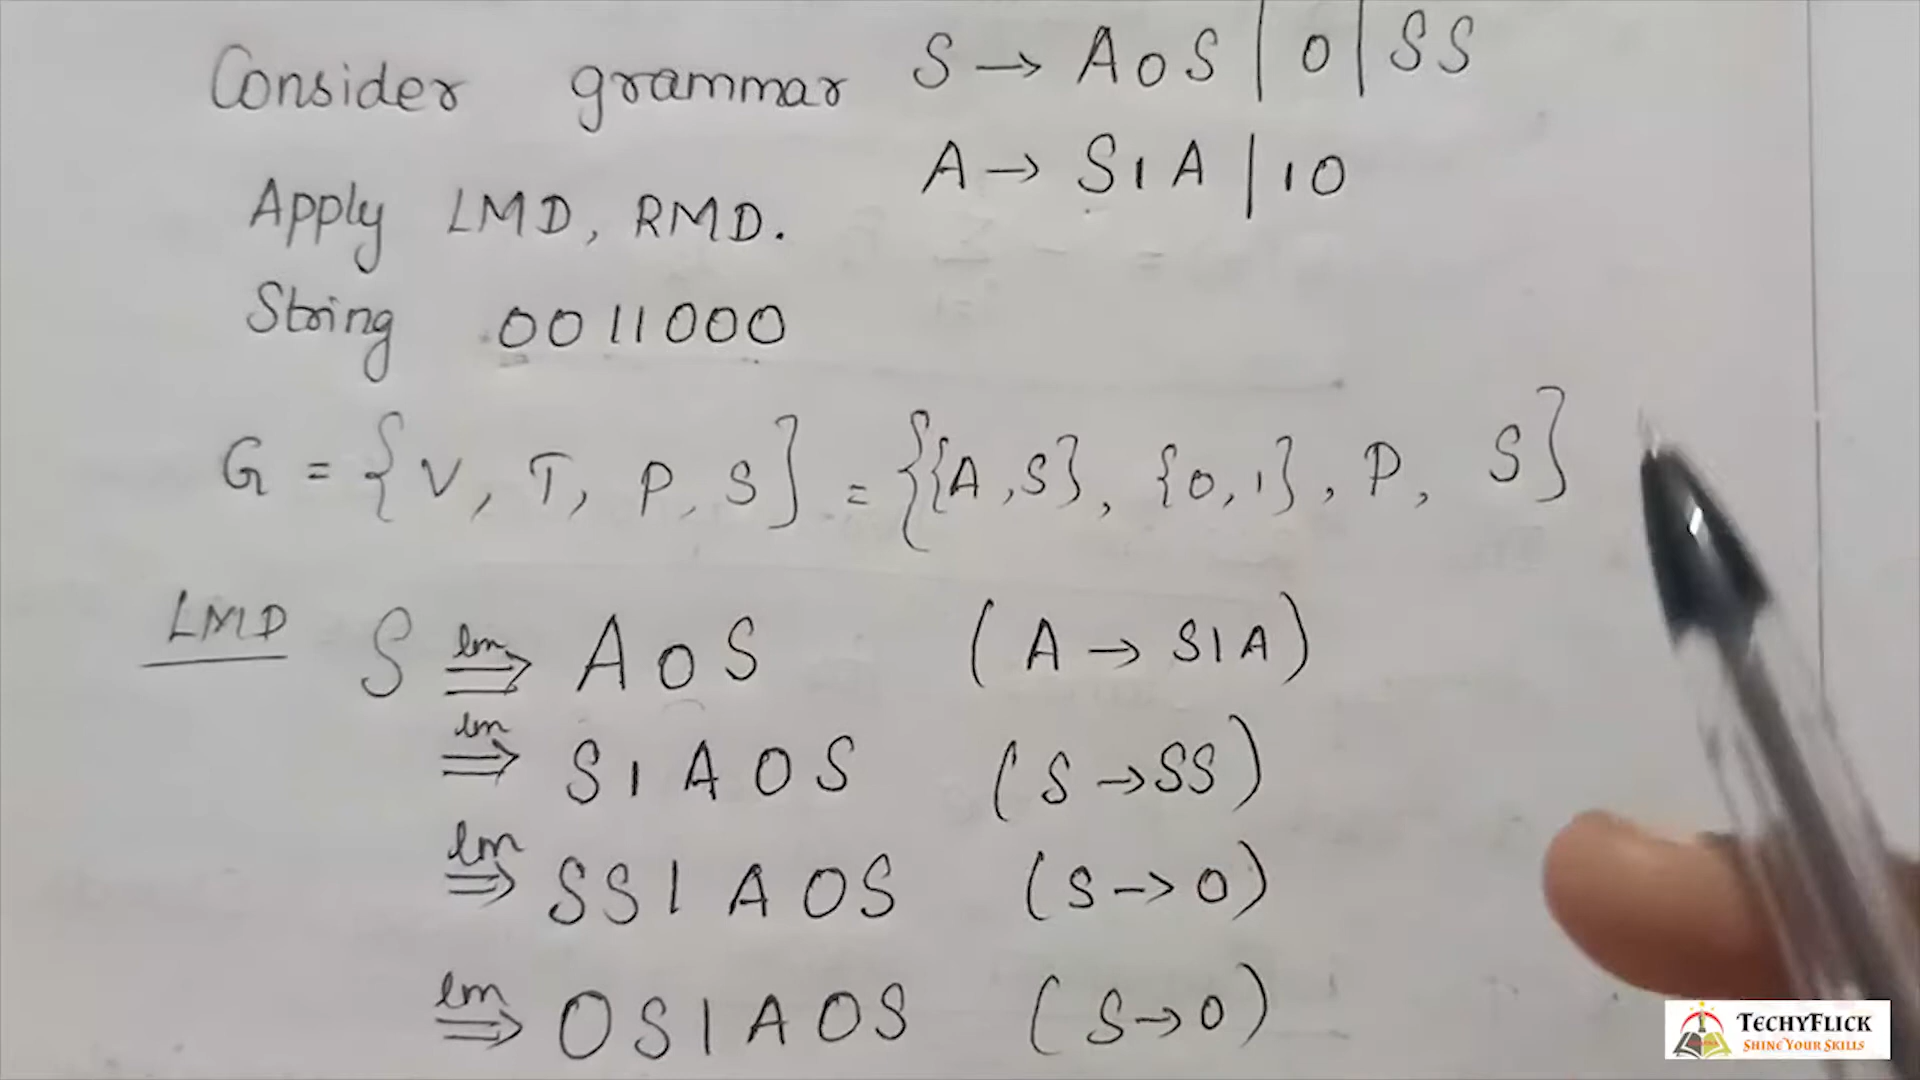 Consider grammar S → A0S | 0 | SS
A → S1A | 10
Apply LMD, RMD.
String 0011000
G = {V, T, P, S} = {{A, S}, {0, 1}, P, S}
LMD S lm⇒ A0S (A → S1A)
lm⇒ S1A0S (S → SS)
lm⇒ SS1A0S (S → 0)
lm⇒ 0S1A0S (S → 0)
TECHYFLICK
SHINE YOUR SKILLS